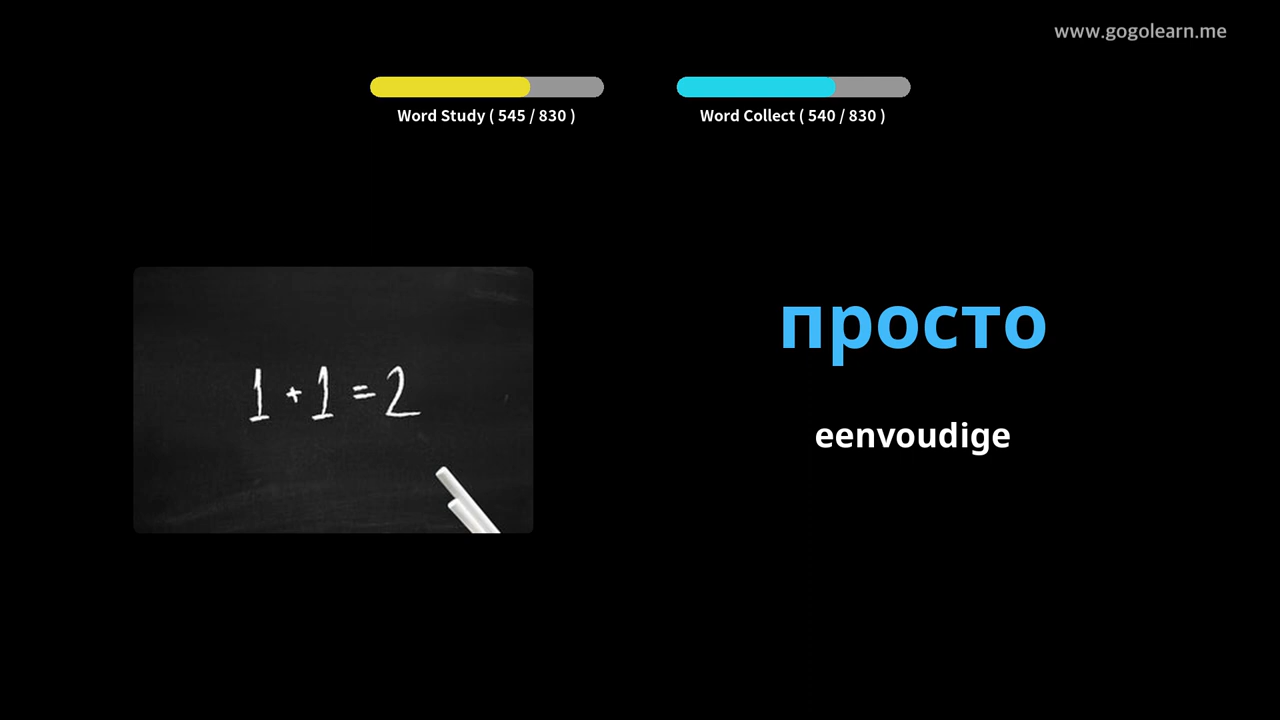 www.gogolearn.me
Word Study ( 545 / 830 )
Word Collect ( 540 / 830 )
1 + 1 = 2
просто
eenvoudige